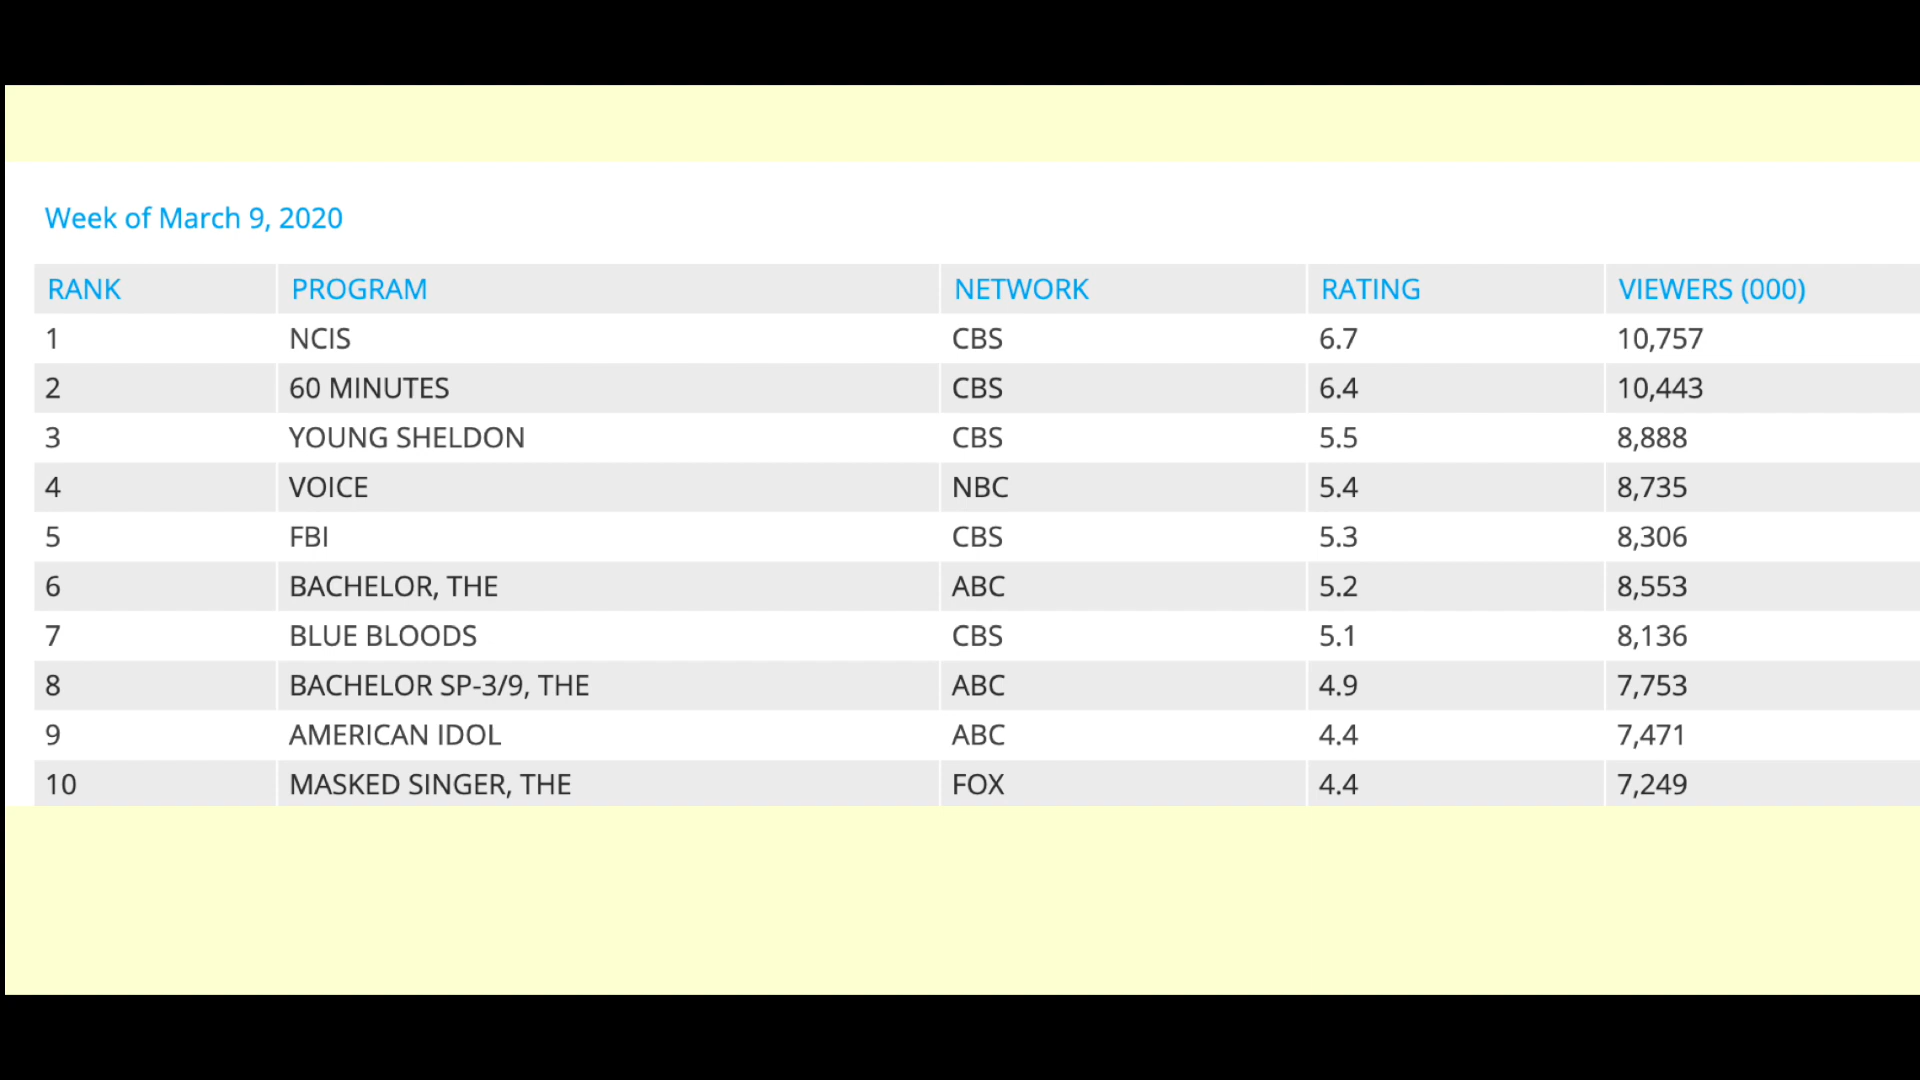 Week of March 9, 2020
RANK PROGRAM NETWORK RATING VIEWERS (000)
1 NCIS CBS 6.7 10,757
2 60 MINUTES CBS 6.4 10,443
3 YOUNG SHELDON CBS 5.5 8,888
4 VOICE NBC 5.4 8,735
5 FBI CBS 5.3 8,306
6 BACHELOR, THE ABC 5.2 8,553
7 BLUE BLOODS CBS 5.1 8,136
8 BACHELOR SP-3/9, THE ABC 4.9 7,753
9 AMERICAN IDOL ABC 4.4 7,471
10 MASKED SINGER, THE FOX 4.4 7,249